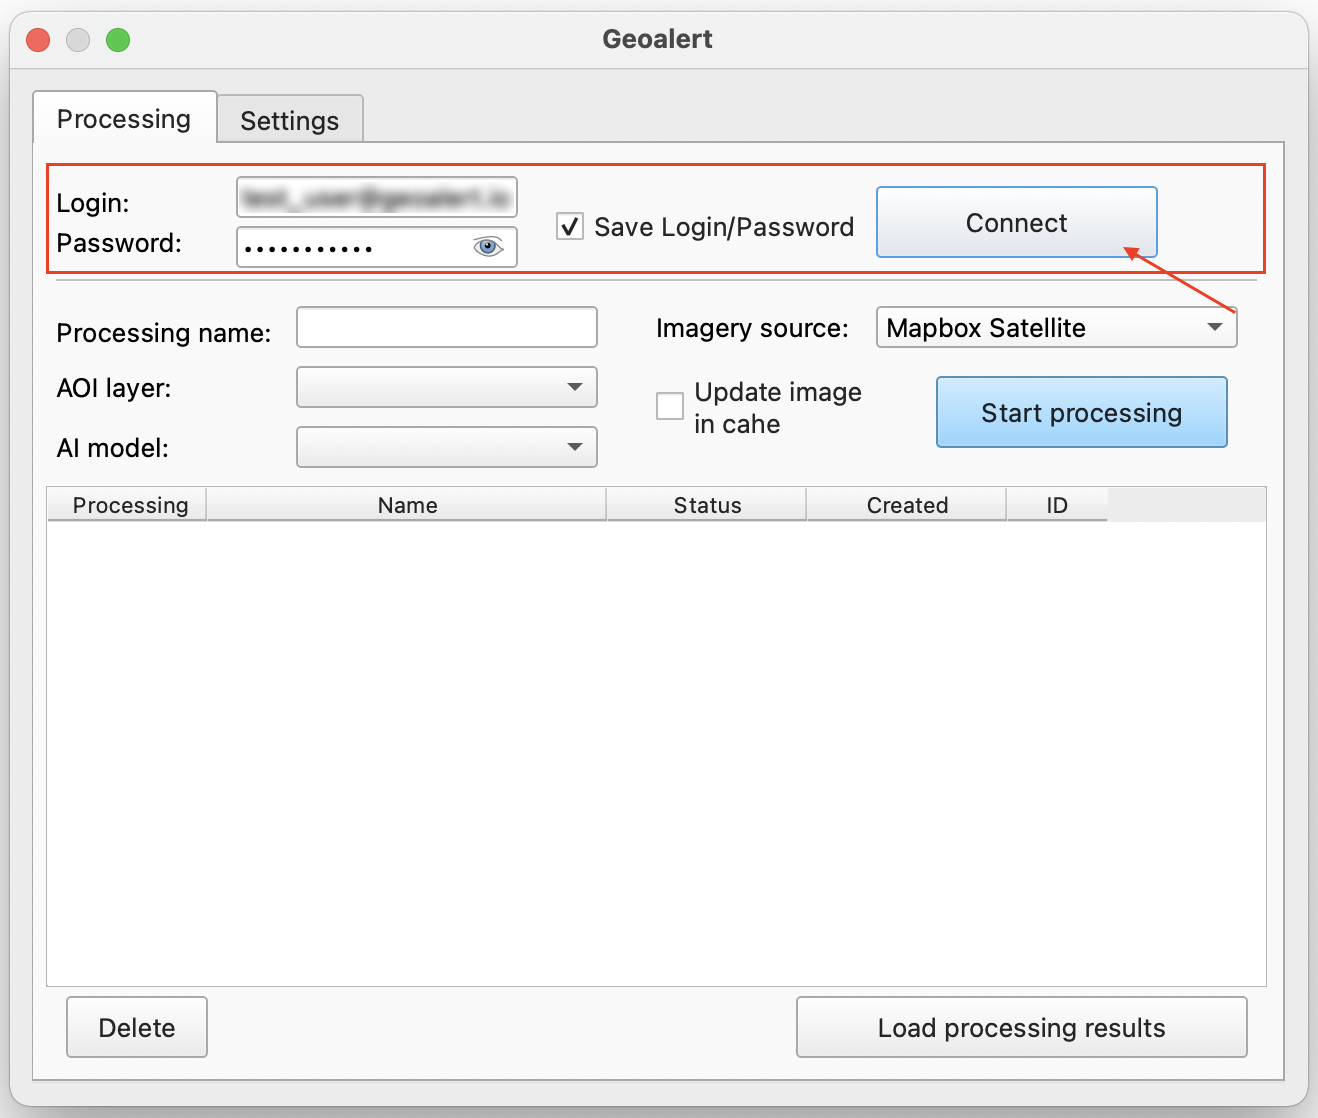 Geoalert
Processing
Settings
Login:
Password:
•••••••••••
Save Login/Password
Connect
Processing name:
Imagery source:
Mapbox Satellite
AOI layer:
Update image
in cahe
Start processing
AI model:
Processing Name Status Created ID
Delete
Load processing results